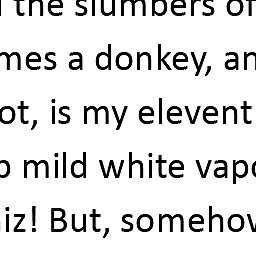 the slumbers of
mes a donkey, an
ot, is my elevent
mild white vapo
iz! But, somehow